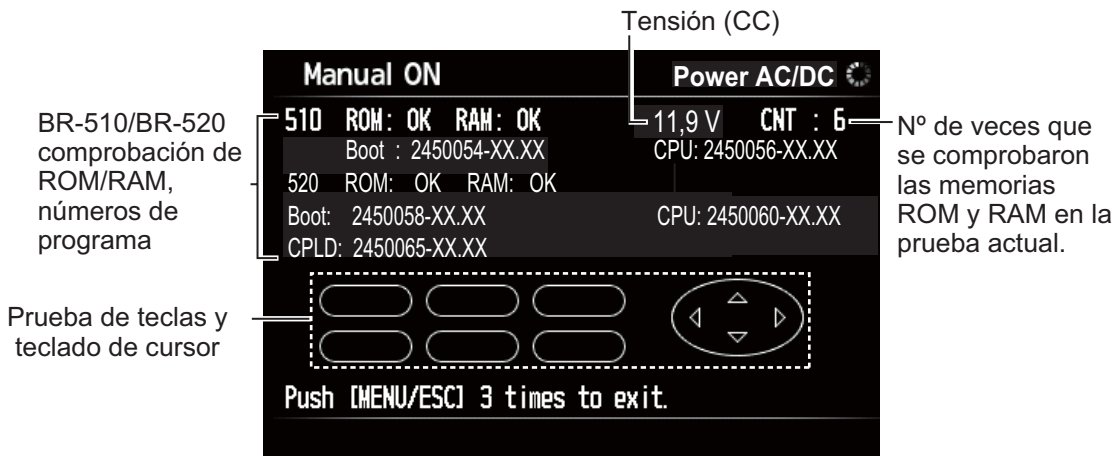 Tensión (CC)
Manual ON
Power AC/DC
BR-510/BR-520
comprobación de
ROM/RAM,
números de
programa
510 ROM: OK RAM: OK
11,9 V CNT : 6
Boot : 2450054-XX.XX
CPU: 2450056-XX.XX
520 ROM: OK RAM: OK
Boot: 2450058-XX.XX
CPU: 2450060-XX.XX
CPLD: 2450065-XX.XX
Nº de veces que
se comprobaron
las memorias
ROM y RAM en la
prueba actual.
Prueba de teclas y
teclado de cursor
Push [MENU/ESC] 3 times to exit.